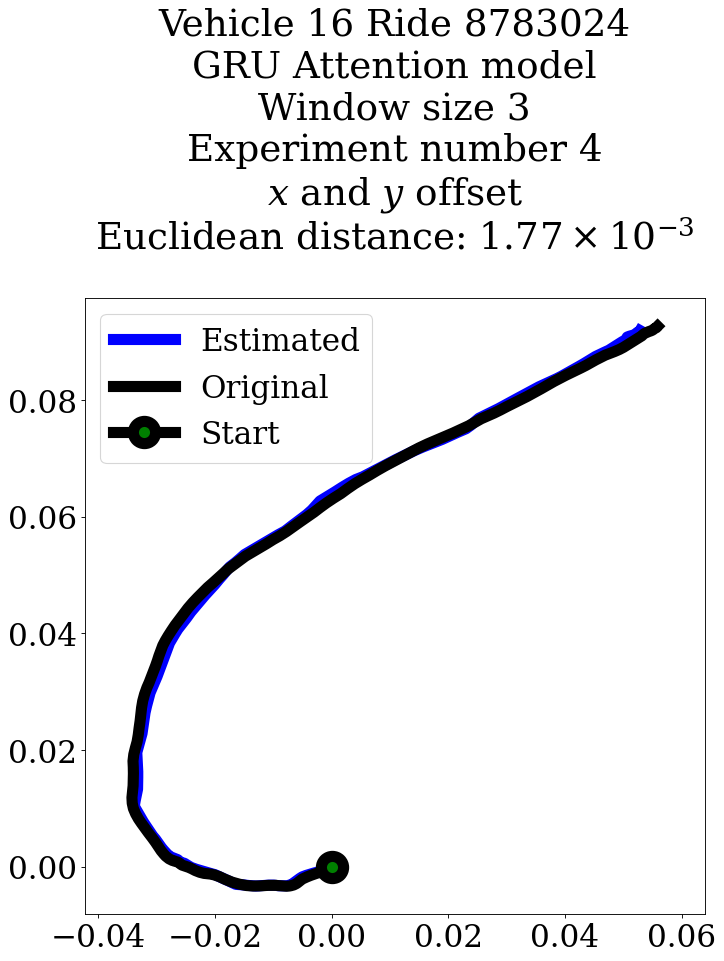 Vehicle 16 Ride 8783024
GRU Attention model
Window size 3
Experiment number 4
x and y offset
Euclidean distance: 1.77 × 10⁻³
Estimated
Original
Start
0.08
0.06
0.04
0.02
0.00
−0.04 −0.02 0.00 0.02 0.04 0.06